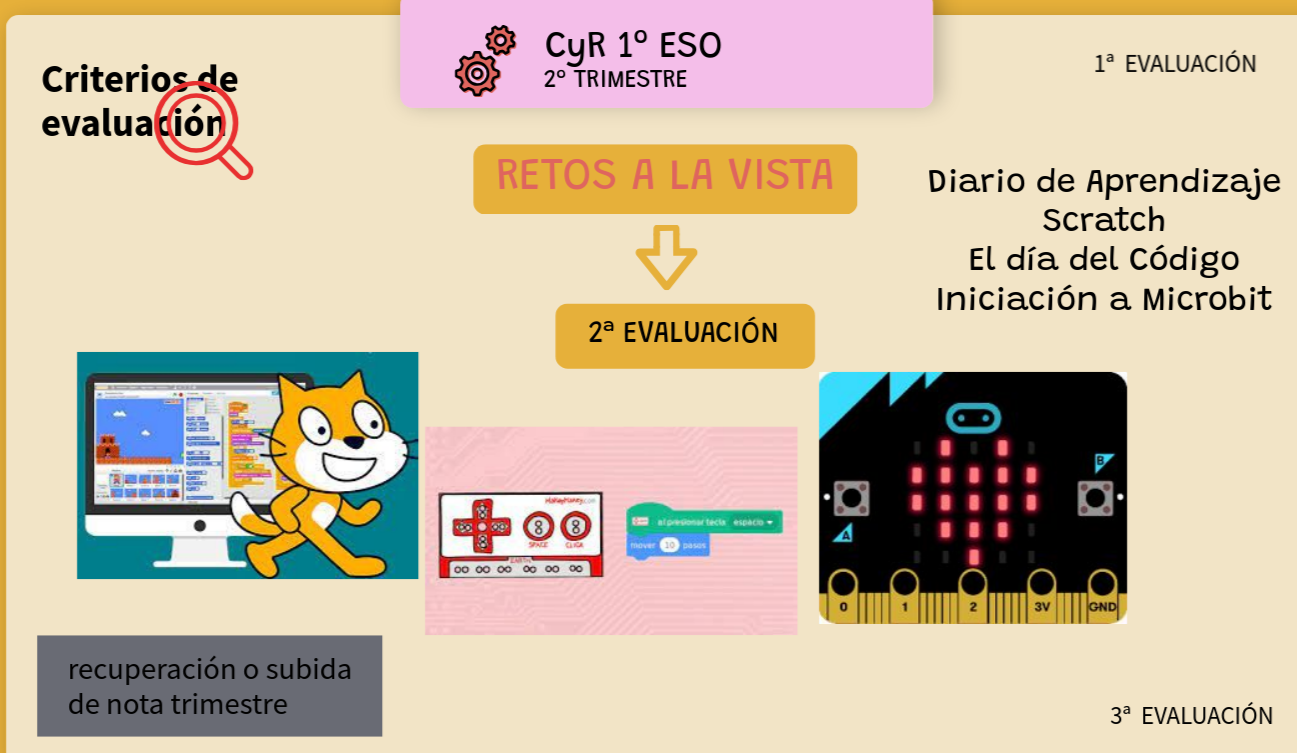 CyR 1º ESO
2º TRIMESTRE
Criterios de
evaluación
1ª EVALUACIÓN
RETOS A LA VISTA
Diario de Aprendizaje
Scratch
El día del Código
Iniciación a Microbit
2ª EVALUACIÓN
al presionar tecla espacio
mover 10 pasos
SPACE CLICK
EARTH
A
B
0 1 2 3V GND
recuperación o subida
de nota trimestre
3ª EVALUACIÓN